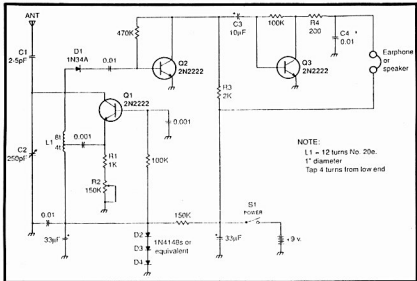 ANT
C1
2-5pF
D1
1N34A
0.01
470K
Q2
2N2222
C3
10µF
100K
R4
200
C4
0.01
Q3
2N2222
Earphone
or
speaker
Q1
2N2222
0.001
R3
2K
C2
250pF
L1
8t
4t
0.001
R1
1K
R2
150K
100K
NOTE:
L1 = 12 turns No. 20e.
1" diameter
Tap 4 turns from low end
0.01
150K
S1
POWER
33µF
D2
D3
D4
1N4148s or
equivalent
33µF
+9 v.